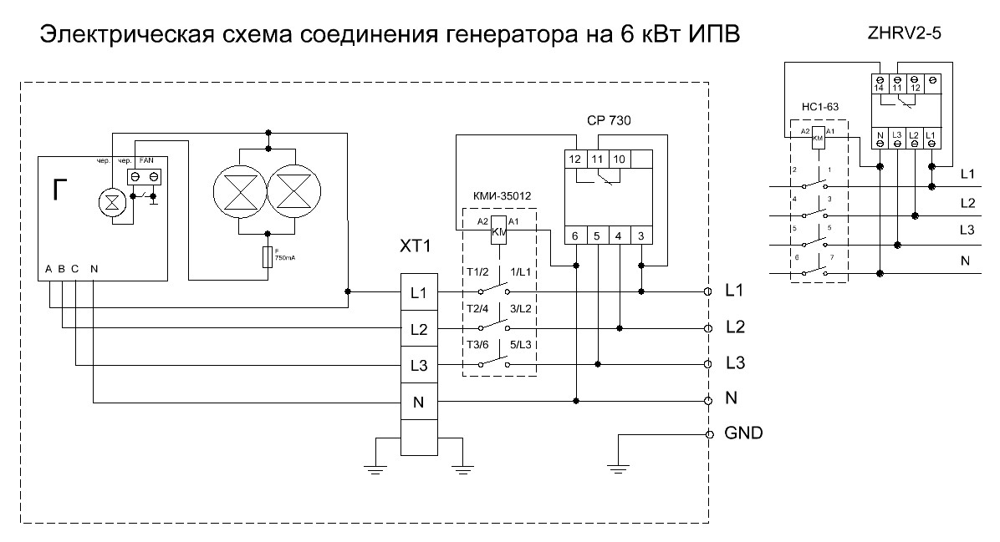 Электрическая схема соединения генератора на 6 кВт ИПВ
ZHRV2-5
14 11 12
НС1-63
A2 KM A1
N L3 L2 L1
2 1
4 3
5 5
6 7
L1
L2
L3
N
СР 730
12 11 10
6 5 4 3
КМИ-35012
A2 KM A1
чер. чер. FAN
Г
A B C N
F
750mA
XT1
L1
L2
L3
N
T1/2 1/L1
T2/4 3/L2
T3/6 5/L3
L1
L2
L3
N
GND